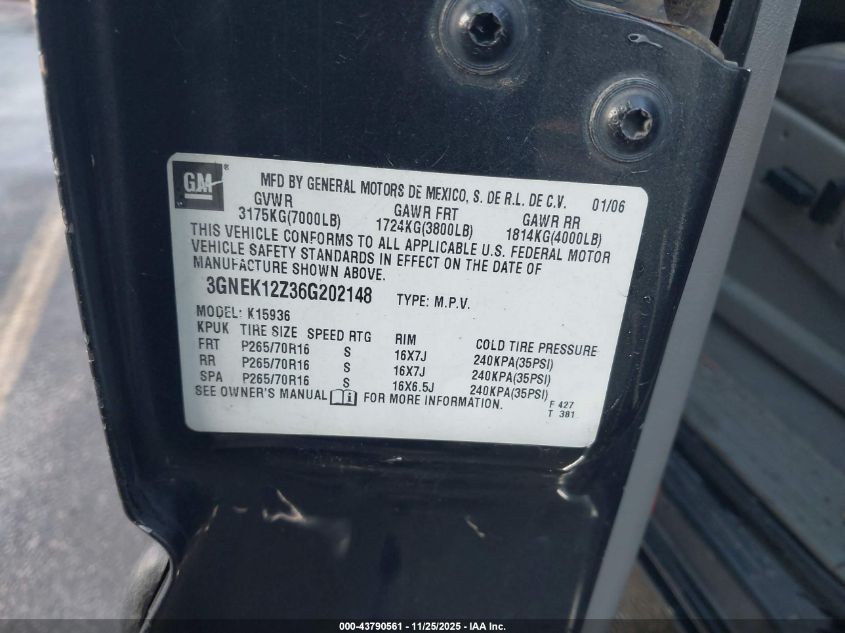 GM ® MFD BY GENERAL MOTORS DE MEXICO, S. DE R.L. DE C.V. 01/06
GVWR GAWR FRT GAWR RR
3175KG(7000LB) 1724KG(3800LB) 1814KG(4000LB)
THIS VEHICLE CONFORMS TO ALL APPLICABLE U.S. FEDERAL MOTOR
VEHICLE SAFETY STANDARDS IN EFFECT ON THE DATE OF
MANUFACTURE SHOWN ABOVE.
3GNEK12Z36G202148 TYPE: M.P.V.
MODEL: K15936
KPUK TIRE SIZE SPEED RTG RIM COLD TIRE PRESSURE
FRT P265/70R16 S 16X7J 240KPA(35PSI)
RR P265/70R16 S 16X7J 240KPA(35PSI)
SPA P265/70R16 S 16X6.5J 240KPA(35PSI)
SEE OWNER'S MANUAL FOR MORE INFORMATION.
F 427
T 381
000-43790561 - 11/25/2025 - IAA Inc.